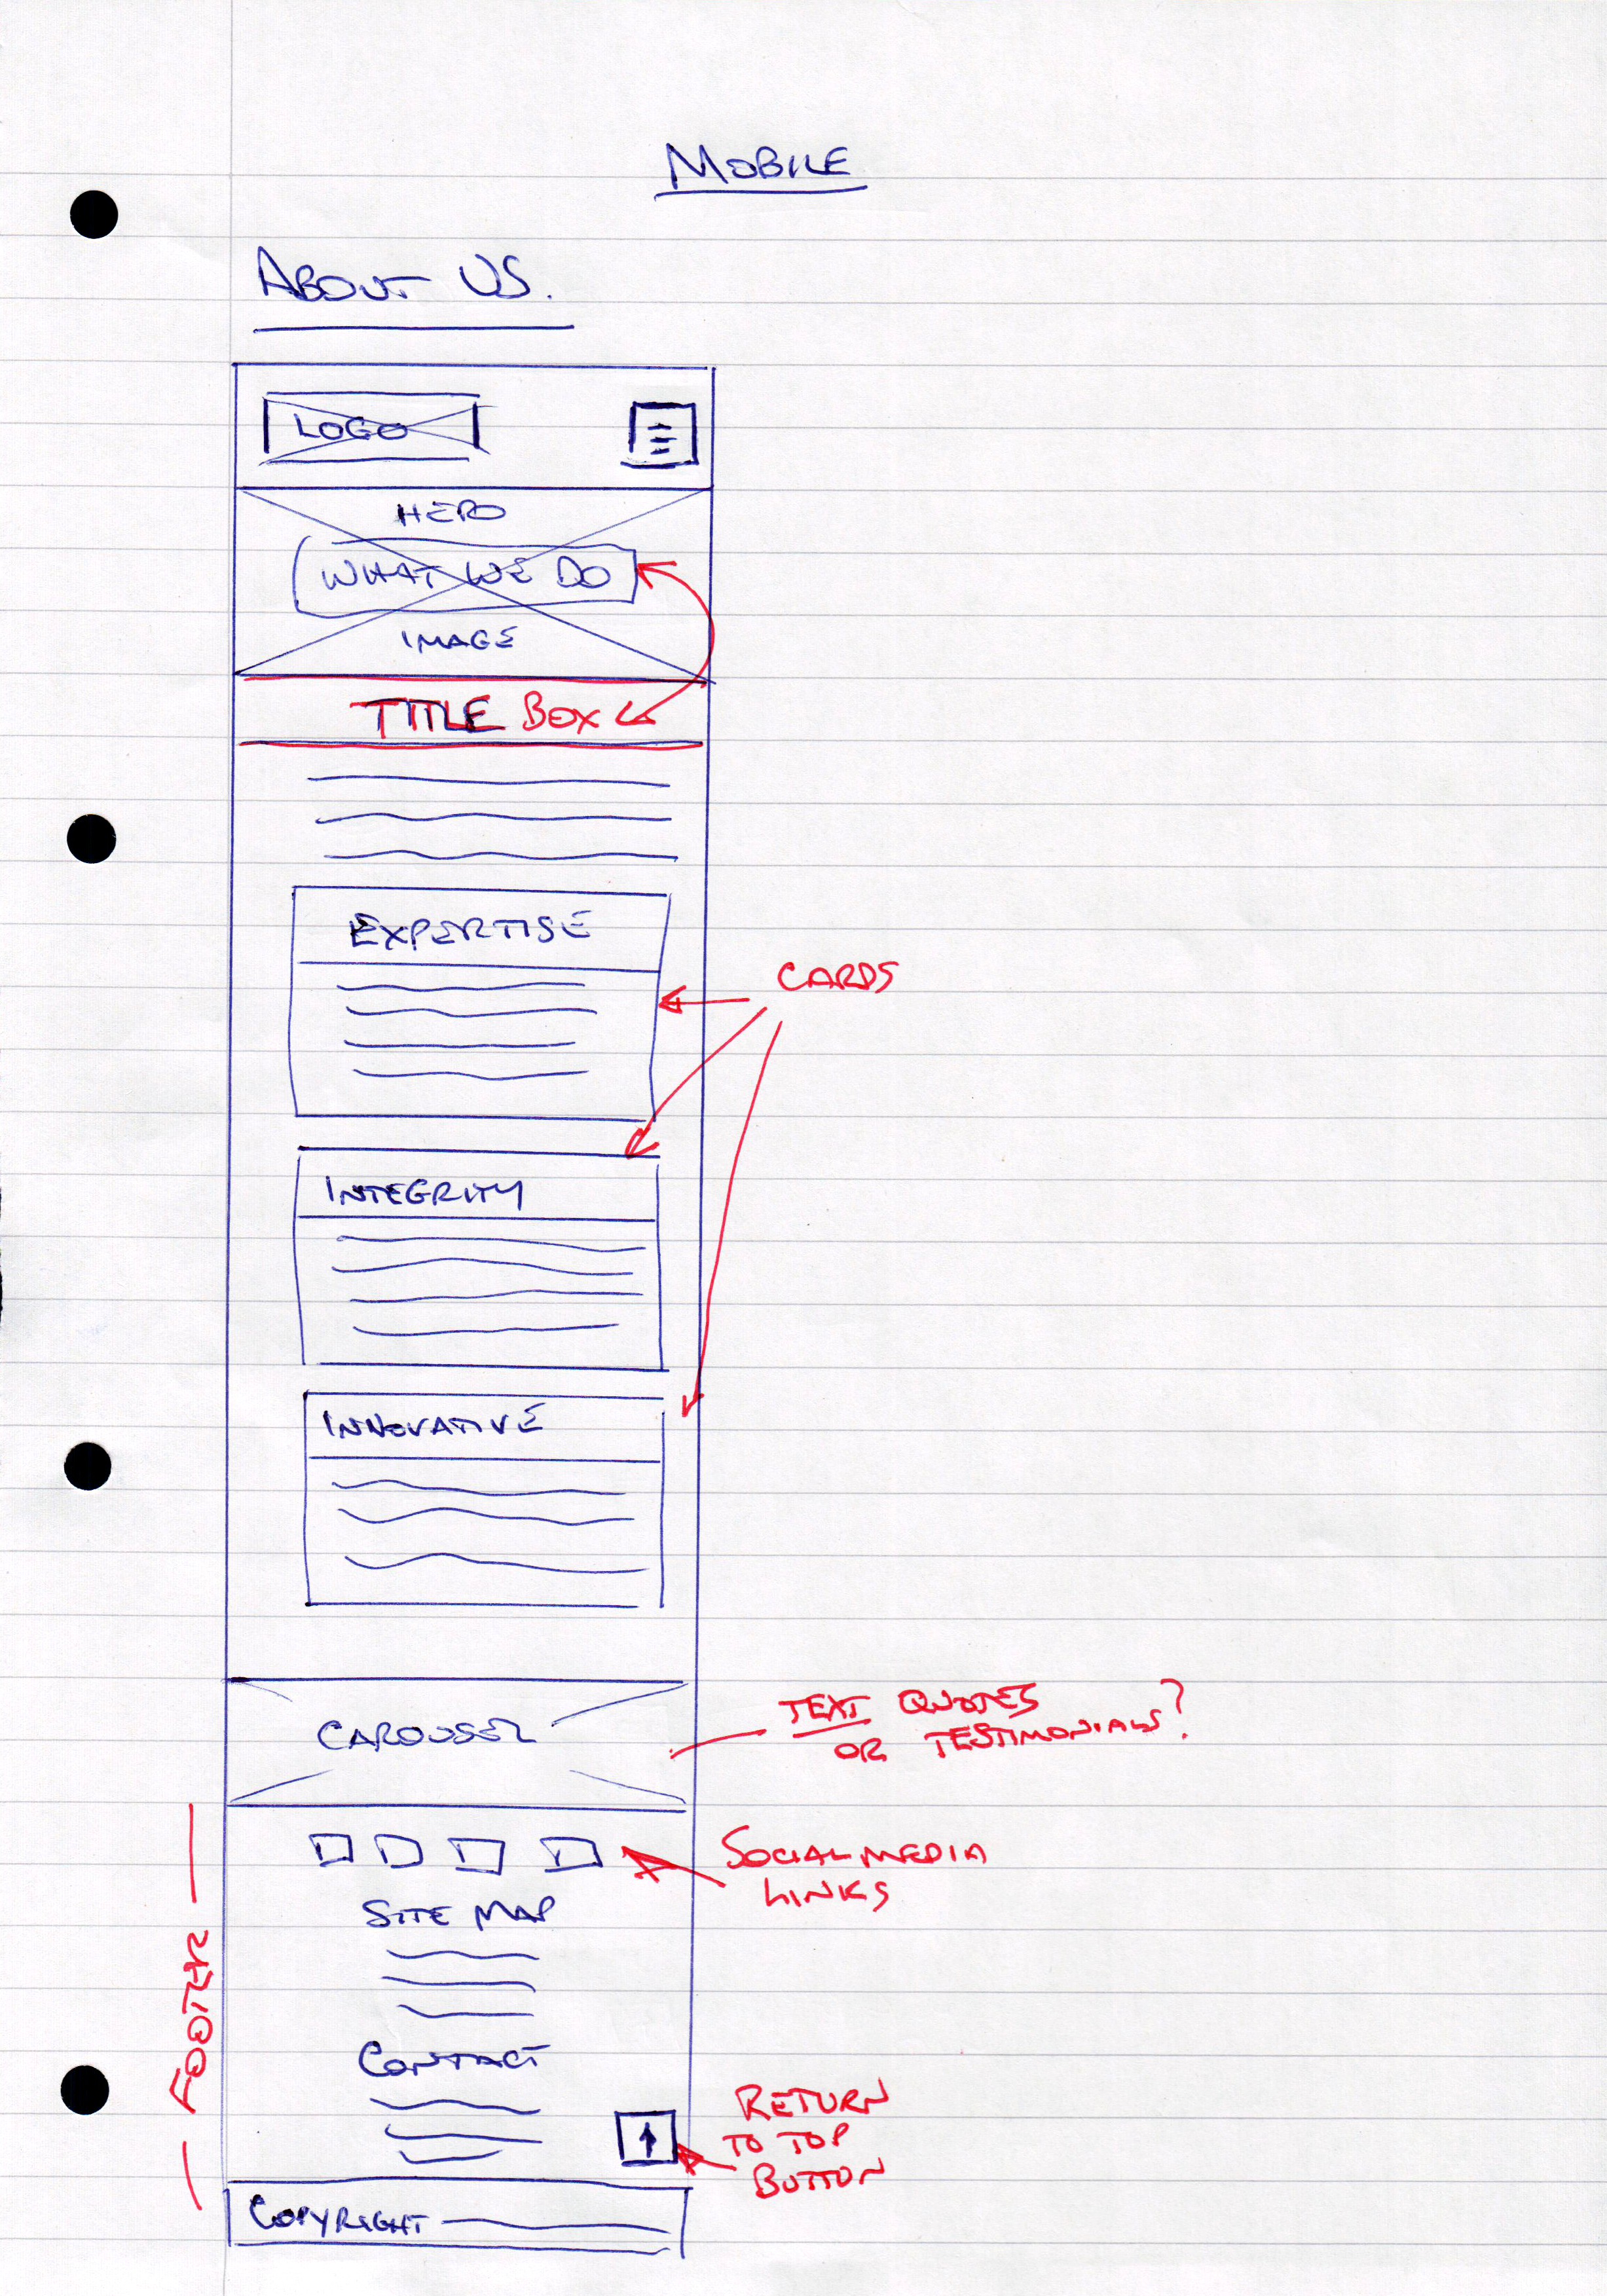 MOBILE
ABOUT US.
LOGO
HERO
WHAT WE DO
IMAGE
TITLE BOX
EXPERTISE
CARDS
INTEGRITY
INNOVATIVE
CAROUSEL
TEXT QUOTES
OR TESTIMONIALS?
SOCIAL MEDIA
LINKS
SITE MAP
FOOTER
CONTACT
RETURN
TO TOP
BUTTON
COPYRIGHT